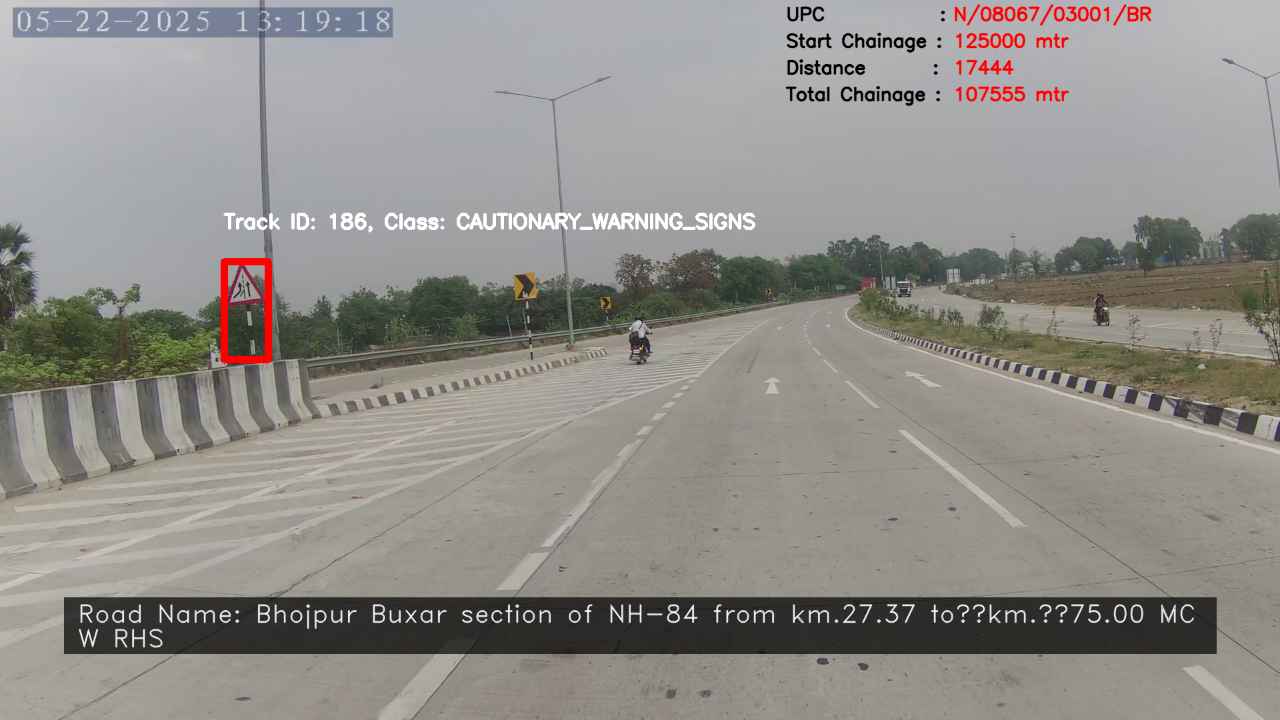 05-22-2025 13:19:18
UPC : N/08067/03001/BR
Start Chainage : 125000 mtr
Distance : 17444
Total Chainage : 107555 mtr
Track ID: 186, Class: CAUTIONARY_WARNING_SIGNS
Road Name: Bhojpur Buxar section of NH-84 from km.27.37 to??km.??75.00 MC
W RHS